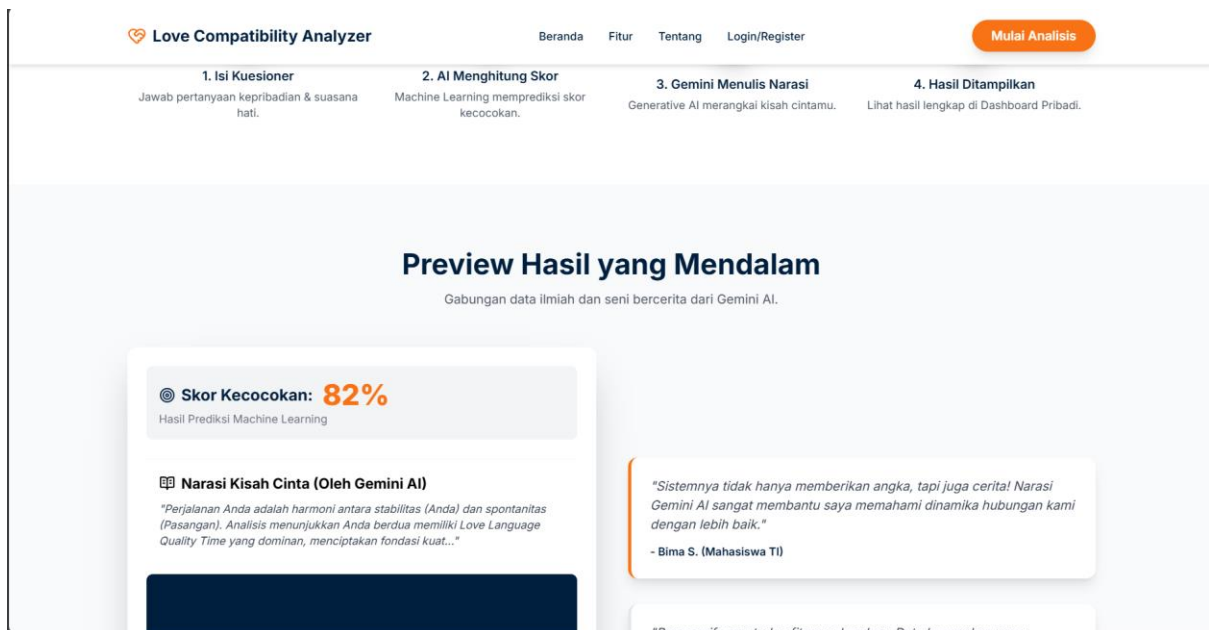 Love Compatibility Analyzer
Beranda Fitur Tentang Login/Register
Mulai Analisis
1. Isi Kuesioner
Jawab pertanyaan kepribadian & suasana
hati.
2. AI Menghitung Skor
Machine Learning memprediksi skor
kecocokan.
3. Gemini Menulis Narasi
Generative AI merangkai kisah cintamu.
4. Hasil Ditampilkan
Lihat hasil lengkap di Dashboard Pribadi.
Preview Hasil yang Mendalam
Gabungan data ilmiah dan seni bercerita dari Gemini AI.
Skor Kecocokan: 82%
Hasil Prediksi Machine Learning
Narasi Kisah Cinta (Oleh Gemini AI)
"Perjalanan Anda adalah harmoni antara stabilitas (Anda) dan spontanitas
(Pasangan). Analisis menunjukkan Anda berdua memiliki Love Language
Quality Time yang dominan, menciptakan fondasi kuat..."
"Sistemnya tidak hanya memberikan angka, tapi juga cerita! Narasi
Gemini AI sangat membantu saya memahami dinamika hubungan kami
dengan lebih baik."
- Bima S. (Mahasiswa TI)